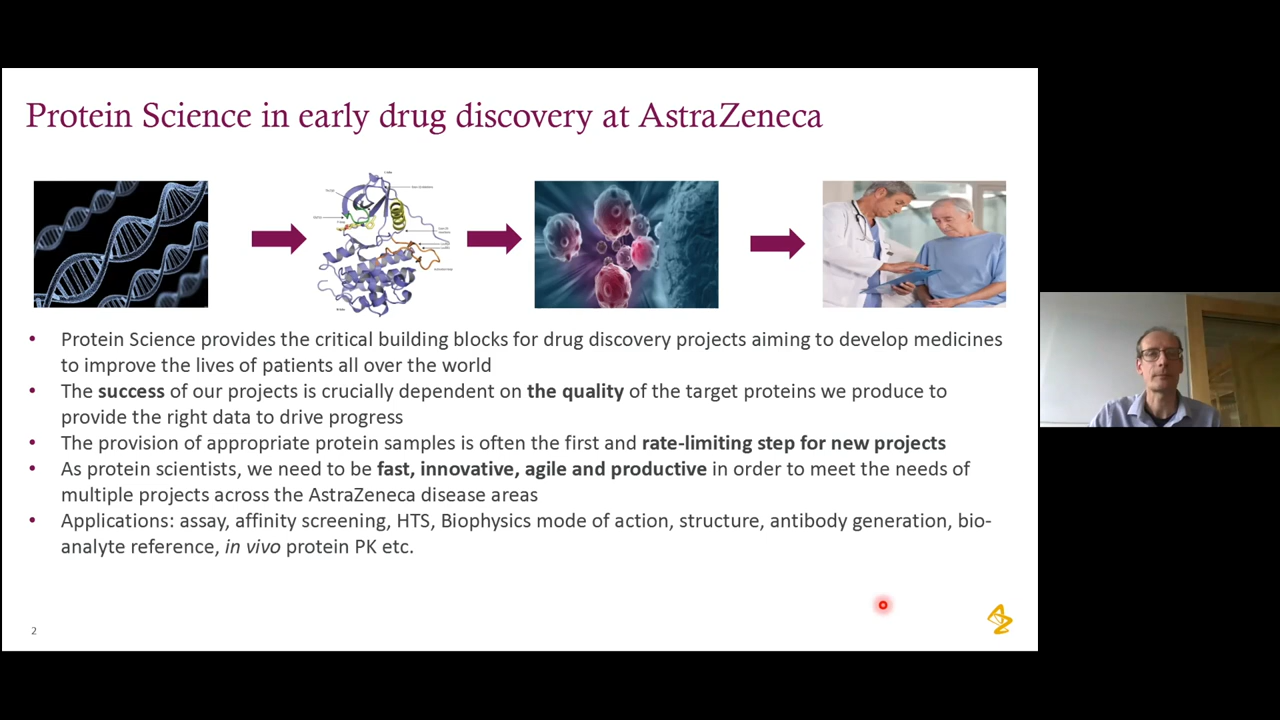 Protein Science in early drug discovery at AstraZeneca
• Protein Science provides the critical building blocks for drug discovery projects aiming to develop medicines
to improve the lives of patients all over the world
• The success of our projects is crucially dependent on the quality of the target proteins we produce to
provide the right data to drive progress
• The provision of appropriate protein samples is often the first and rate-limiting step for new projects
• As protein scientists, we need to be fast, innovative, agile and productive in order to meet the needs of
multiple projects across the AstraZeneca disease areas
• Applications: assay, affinity screening, HTS, Biophysics mode of action, structure, antibody generation, bio-
analyte reference, in vivo protein PK etc.
2